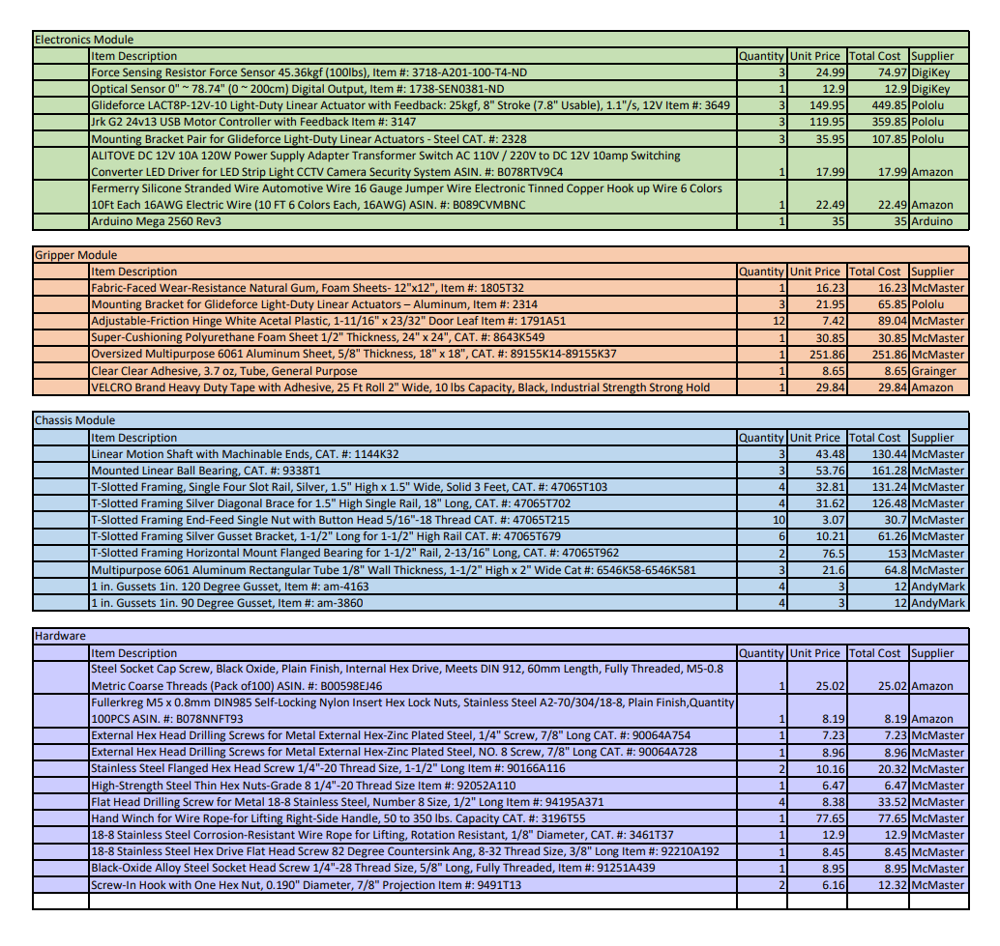 Electronics Module
Item Description Quantity Unit Price Total Cost Supplier
Force Sensing Resistor Force Sensor 45.36kgf (100lbs), Item #: 3718-A201-100-T4-ND 3 24.99 74.97 DigiKey
Optical Sensor 0" ~ 78.74" (0 ~ 200cm) Digital Output, Item #: 1738-SEN0381-ND 1 12.9 12.9 DigiKey
Glideforce LACT8P-12V-10 Light-Duty Linear Actuator with Feedback: 25kgf, 8" Stroke (7.8" Usable), 1.1"/s, 12V Item #: 3649 3 149.95 449.85 Pololu
Jrk G2 24v13 USB Motor Controller with Feedback Item #: 3147 3 119.95 359.85 Pololu
Mounting Bracket Pair for Glideforce Light-Duty Linear Actuators - Steel CAT. #: 2328 3 35.95 107.85 Pololu
ALITOVE DC 12V 10A 120W Power Supply Adapter Transformer Switch AC 110V / 220V to DC 12V 10amp Switching
Converter LED Driver for LED Strip Light CCTV Camera Security System ASIN. #: B078RTV9C4 1 17.99 17.99 Amazon
Fermerry Silicone Stranded Wire Automotive Wire 16 Gauge Jumper Wire Electronic Tinned Copper Hook up Wire 6 Colors
10Ft Each 16AWG Electric Wire (10 FT 6 Colors Each, 16AWG) ASIN. #: B089CVMBNC 1 22.49 22.49 Amazon
Arduino Mega 2560 Rev3 1 35 35 Arduino
Gripper Module
Item Description Quantity Unit Price Total Cost Supplier
Fabric-Faced Wear-Resistance Natural Gum, Foam Sheets- 12"x12", Item #: 1805T32 1 16.23 16.23 McMaster
Mounting Bracket for Glideforce Light-Duty Linear Actuators – Aluminum, Item #: 2314 3 21.95 65.85 Pololu
Adjustable-Friction Hinge White Acetal Plastic, 1-11/16" x 23/32" Door Leaf Item #: 1791A51 12 7.42 89.04 McMaster
Super-Cushioning Polyurethane Foam Sheet 1/2" Thickness, 24" x 24", CAT. #: 8643K549 1 30.85 30.85 McMaster
Oversized Multipurpose 6061 Aluminum Sheet, 5/8" Thickness, 18" x 18", CAT. #: 89155K14-89155K37 1 251.86 251.86 McMaster
Clear Clear Adhesive, 3.7 oz, Tube, General Purpose 1 8.65 8.65 Grainger
VELCRO Brand Heavy Duty Tape with Adhesive, 25 Ft Roll 2" Wide, 10 lbs Capacity, Black, Industrial Strength Strong Hold 1 29.84 29.84 Amazon
Chassis Module
Item Description Quantity Unit Price Total Cost Supplier
Linear Motion Shaft with Machinable Ends, CAT. #: 1144K32 3 43.48 130.44 McMaster
Mounted Linear Ball Bearing, CAT. #: 9338T1 3 53.76 161.28 McMaster
T-Slotted Framing, Single Four Slot Rail, Silver, 1.5" High x 1.5" Wide, Solid 3 Feet, CAT. #: 47065T103 4 32.81 131.24 McMaster
T-Slotted Framing Silver Diagonal Brace for 1.5" High Single Rail, 18" Long, CAT. #: 47065T702 4 31.62 126.48 McMaster
T-Slotted Framing End-Feed Single Nut with Button Head 5/16"-18 Thread CAT. #: 47065T215 10 3.07 30.7 McMaster
T-Slotted Framing Silver Gusset Bracket, 1-1/2" Long for 1-1/2" High Rail CAT. #: 47065T679 6 10.21 61.26 McMaster
T-Slotted Framing Horizontal Mount Flanged Bearing for 1-1/2" Rail, 2-13/16" Long, CAT. #: 47065T962 2 76.5 153 McMaster
Multipurpose 6061 Aluminum Rectangular Tube 1/8" Wall Thickness, 1-1/2" High x 2" Wide Cat #: 6546K58-6546K581 3 21.6 64.8 McMaster
1 in. Gussets 1in. 120 Degree Gusset, Item #: am-4163 4 3 12 AndyMark
1 in. Gussets 1in. 90 Degree Gusset, Item #: am-3860 4 3 12 AndyMark
Hardware
Item Description Quantity Unit Price Total Cost Supplier
Steel Socket Cap Screw, Black Oxide, Plain Finish, Internal Hex Drive, Meets DIN 912, 60mm Length, Fully Threaded, M5-0.8
Metric Coarse Threads (Pack of100) ASIN. #: B00598EJ46 1 25.02 25.02 Amazon
Fullerkreg M5 x 0.8mm DIN985 Self-Locking Nylon Insert Hex Lock Nuts, Stainless Steel A2-70/304/18-8, Plain Finish,Quantity
100PCS ASIN. #: B078NNFT93 1 8.19 8.19 Amazon
External Hex Head Drilling Screws for Metal External Hex-Zinc Plated Steel, 1/4" Screw, 7/8" Long CAT. #: 90064A754 1 7.23 7.23 McMaster
External Hex Head Drilling Screws for Metal External Hex-Zinc Plated Steel, NO. 8 Screw, 7/8" Long CAT. #: 90064A728 1 8.96 8.96 McMaster
Stainless Steel Flanged Hex Head Screw 1/4"-20 Thread Size, 1-1/2" Long Item #: 90166A116 2 10.16 20.32 McMaster
High-Strength Steel Thin Hex Nuts-Grade 8 1/4"-20 Thread Size Item #: 92052A110 1 6.47 6.47 McMaster
Flat Head Drilling Screw for Metal 18-8 Stainless Steel, Number 8 Size, 1/2" Long Item #: 94195A371 4 8.38 33.52 McMaster
Hand Winch for Wire Rope-for Lifting Right-Side Handle, 50 to 350 lbs. Capacity CAT. #: 3196T55 1 77.65 77.65 McMaster
18-8 Stainless Steel Corrosion-Resistant Wire Rope for Lifting, Rotation Resistant, 1/8" Diameter, CAT. #: 3461T37 1 12.9 12.9 McMaster
18-8 Stainless Steel Hex Drive Flat Head Screw 82 Degree Countersink Ang, 8-32 Thread Size, 3/8" Long Item #: 92210A192 1 8.45 8.45 McMaster
Black-Oxide Alloy Steel Socket Head Screw 1/4"-28 Thread Size, 5/8" Long, Fully Threaded, Item #: 91251A439 1 8.95 8.95 McMaster
Screw-In Hook with One Hex Nut, 0.190" Diameter, 7/8" Projection Item #: 9491T13 2 6.16 12.32 McMaster